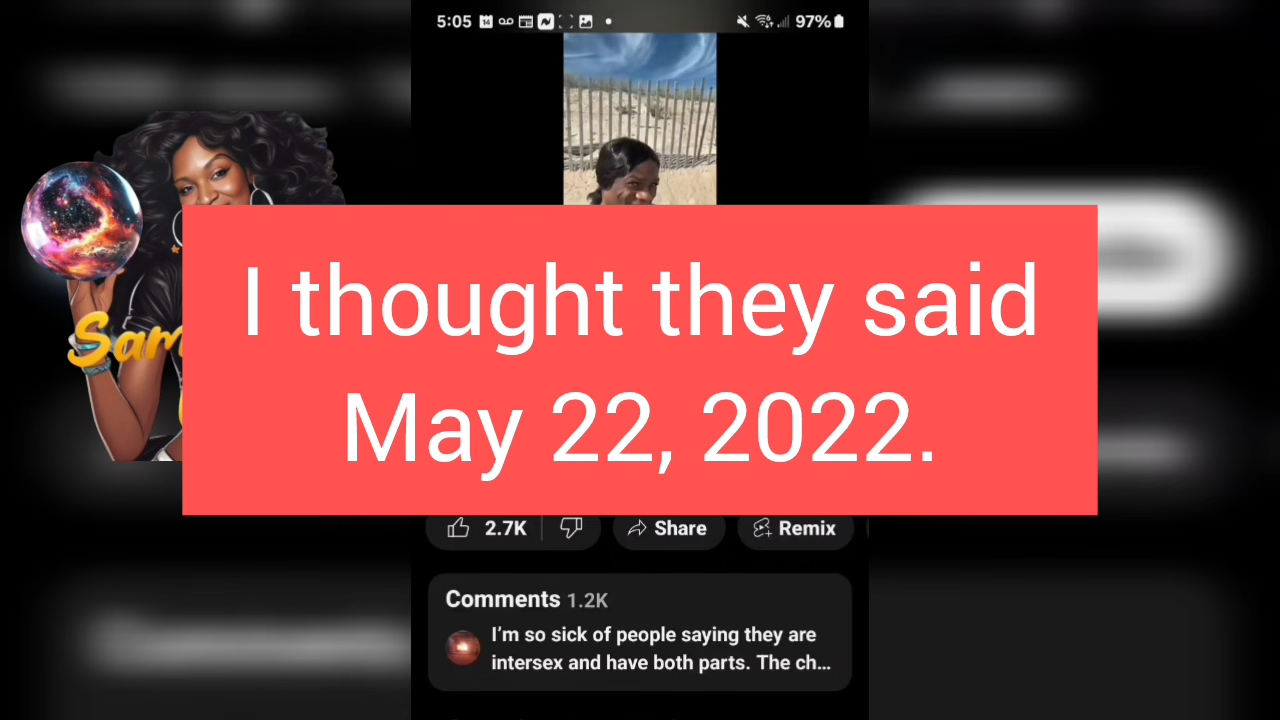 5:05
97%
Sam
I thought they said
May 22, 2022.
2.7K
Share
Remix
Comments 1.2K
I’m so sick of people saying they are
intersex and have both parts. The ch...